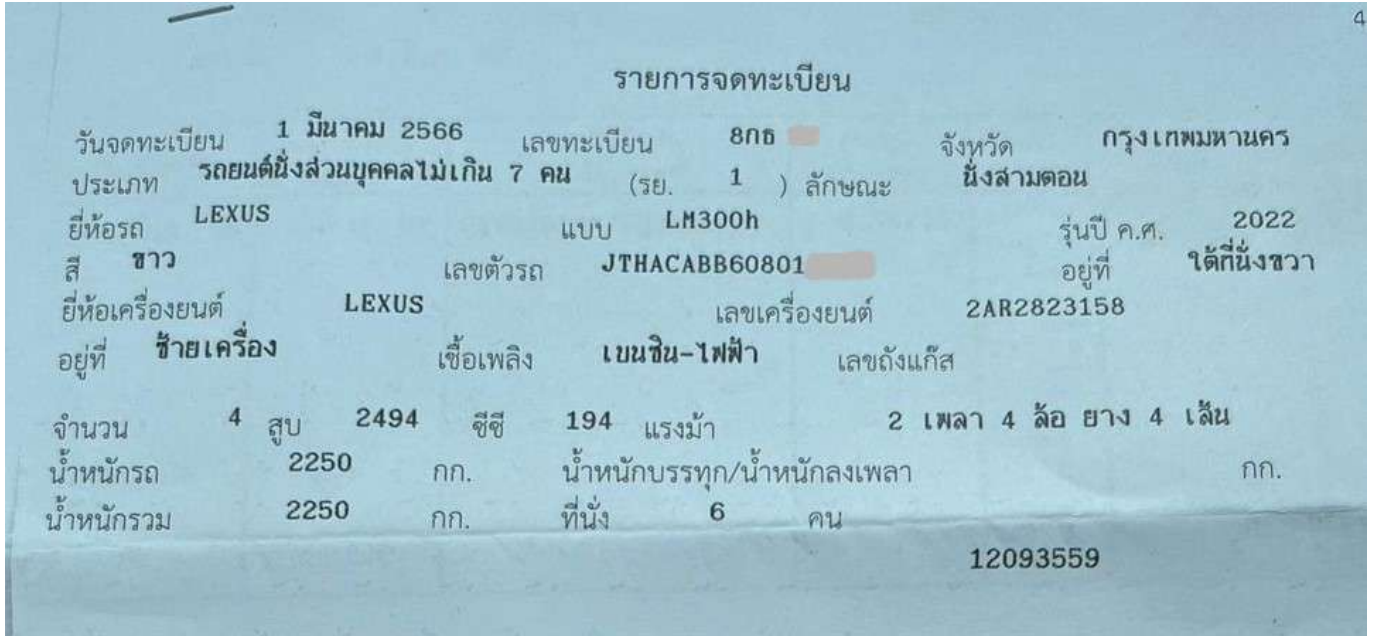 4
รายการจดทะเบียน
วันจดทะเบียน 1 มีนาคม 2566 เลขทะเบียน 8กธ จังหวัด กรุงเทพมหานคร
ประเภท รถยนต์นั่งส่วนบุคคลไม่เกิน 7 คน (รย. 1 ) ลักษณะ นั่งสามตอน
ยี่ห้อรถ LEXUS แบบ LM300h รุ่นปี ค.ศ. 2022
สี ขาว เลขตัวรถ JTHACABB60801 อยู่ที่ ใต้ที่นั่งขวา
ยี่ห้อเครื่องยนต์ LEXUS เลขเครื่องยนต์ 2AR2823158
อยู่ที่ ซ้ายเครื่อง เชื้อเพลิง เบนซิน-ไฟฟ้า เลขถังแก๊ส
จำนวน 4 สูบ 2494 ซีซี 194 แรงม้า 2 เพลา 4 ล้อ ยาง 4 เส้น
น้ำหนักรถ 2250 กก. น้ำหนักบรรทุก/น้ำหนักลงเพลา กก.
น้ำหนักรวม 2250 กก. ที่นั่ง 6 คน
12093559